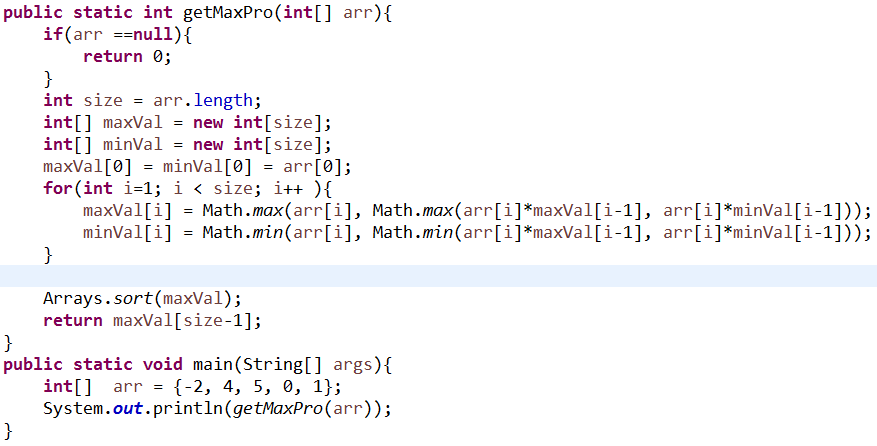 public static int getMaxPro(int[] arr){
    if(arr ==null){
        return 0;
    }
    int size = arr.length;
    int[] maxVal = new int[size];
    int[] minVal = new int[size];
    maxVal[0] = minVal[0] = arr[0];
    for(int i=1; i < size; i++ ){
        maxVal[i] = Math.max(arr[i], Math.max(arr[i]*maxVal[i-1], arr[i]*minVal[i-1]));
        minVal[i] = Math.min(arr[i], Math.min(arr[i]*maxVal[i-1], arr[i]*minVal[i-1]));
    }

    Arrays.sort(maxVal);
    return maxVal[size-1];
}
public static void main(String[] args){
    int[]  arr = {-2, 4, 5, 0, 1};
    System.out.println(getMaxPro(arr));
}